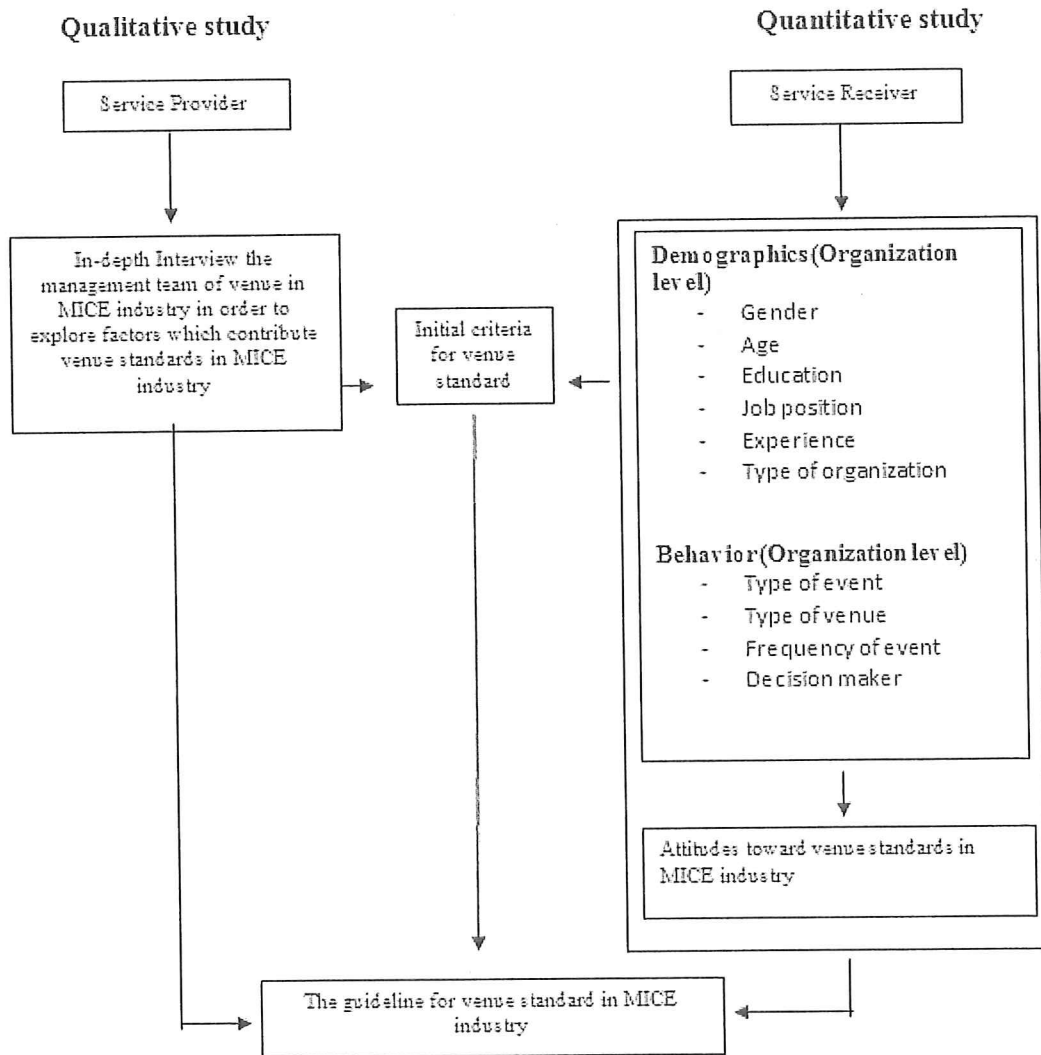 Qualitative study
Quantitative study
Service Provider
Service Receiver
In-depth Interview the
management team of venue in
MICE industry in order to
explore factors which contribute
venue standards in MICE
industry
Initial criteria
for venue
standard
Demographics(Organization
level)
- Gender
- Age
- Education
- Job position
- Experience
- Type of organization
Behavior(Organization level)
- Type of event
- Type of venue
- Frequency of event
- Decision maker
Attitudes toward venue standards in
MICE industry
The guideline for venue standard in MICE
industry